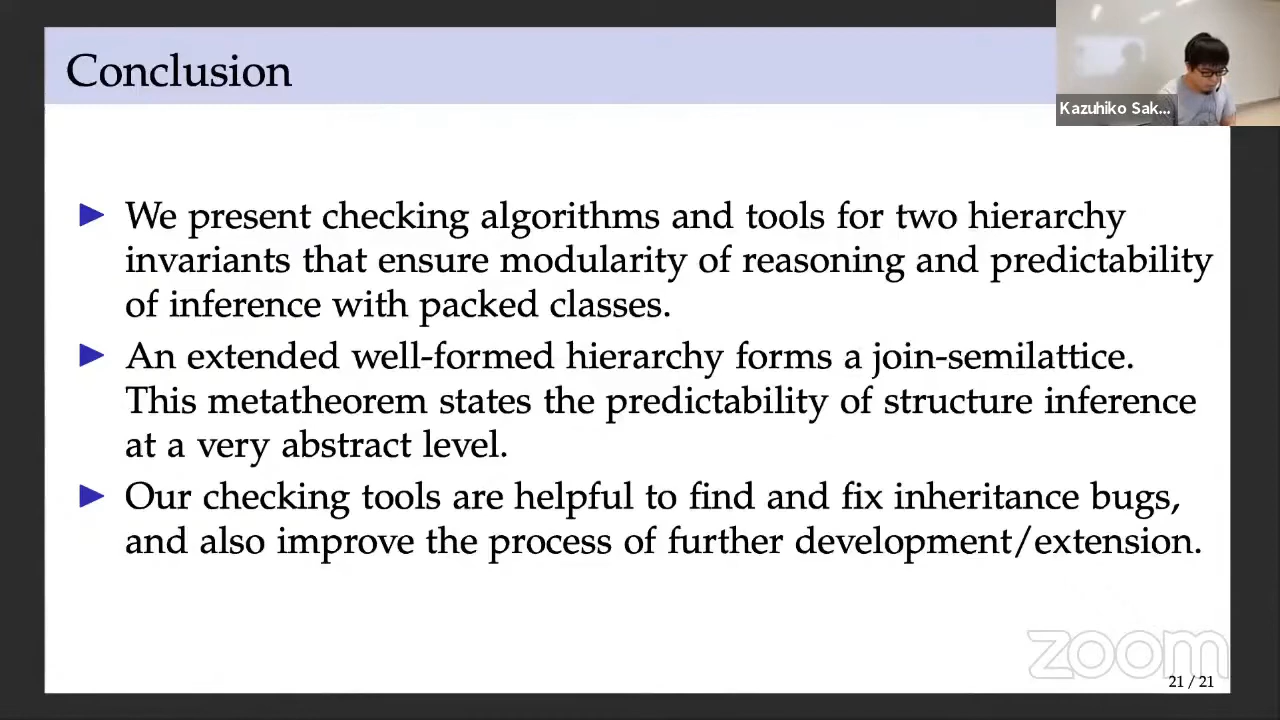 Conclusion
Kazuhiko Sak...
▶ We present checking algorithms and tools for two hierarchy
invariants that ensure modularity of reasoning and predictability
of inference with packed classes.
▶ An extended well-formed hierarchy forms a join-semilattice.
This metatheorem states the predictability of structure inference
at a very abstract level.
▶ Our checking tools are helpful to find and fix inheritance bugs,
and also improve the process of further development/extension.
zoom
21 / 21